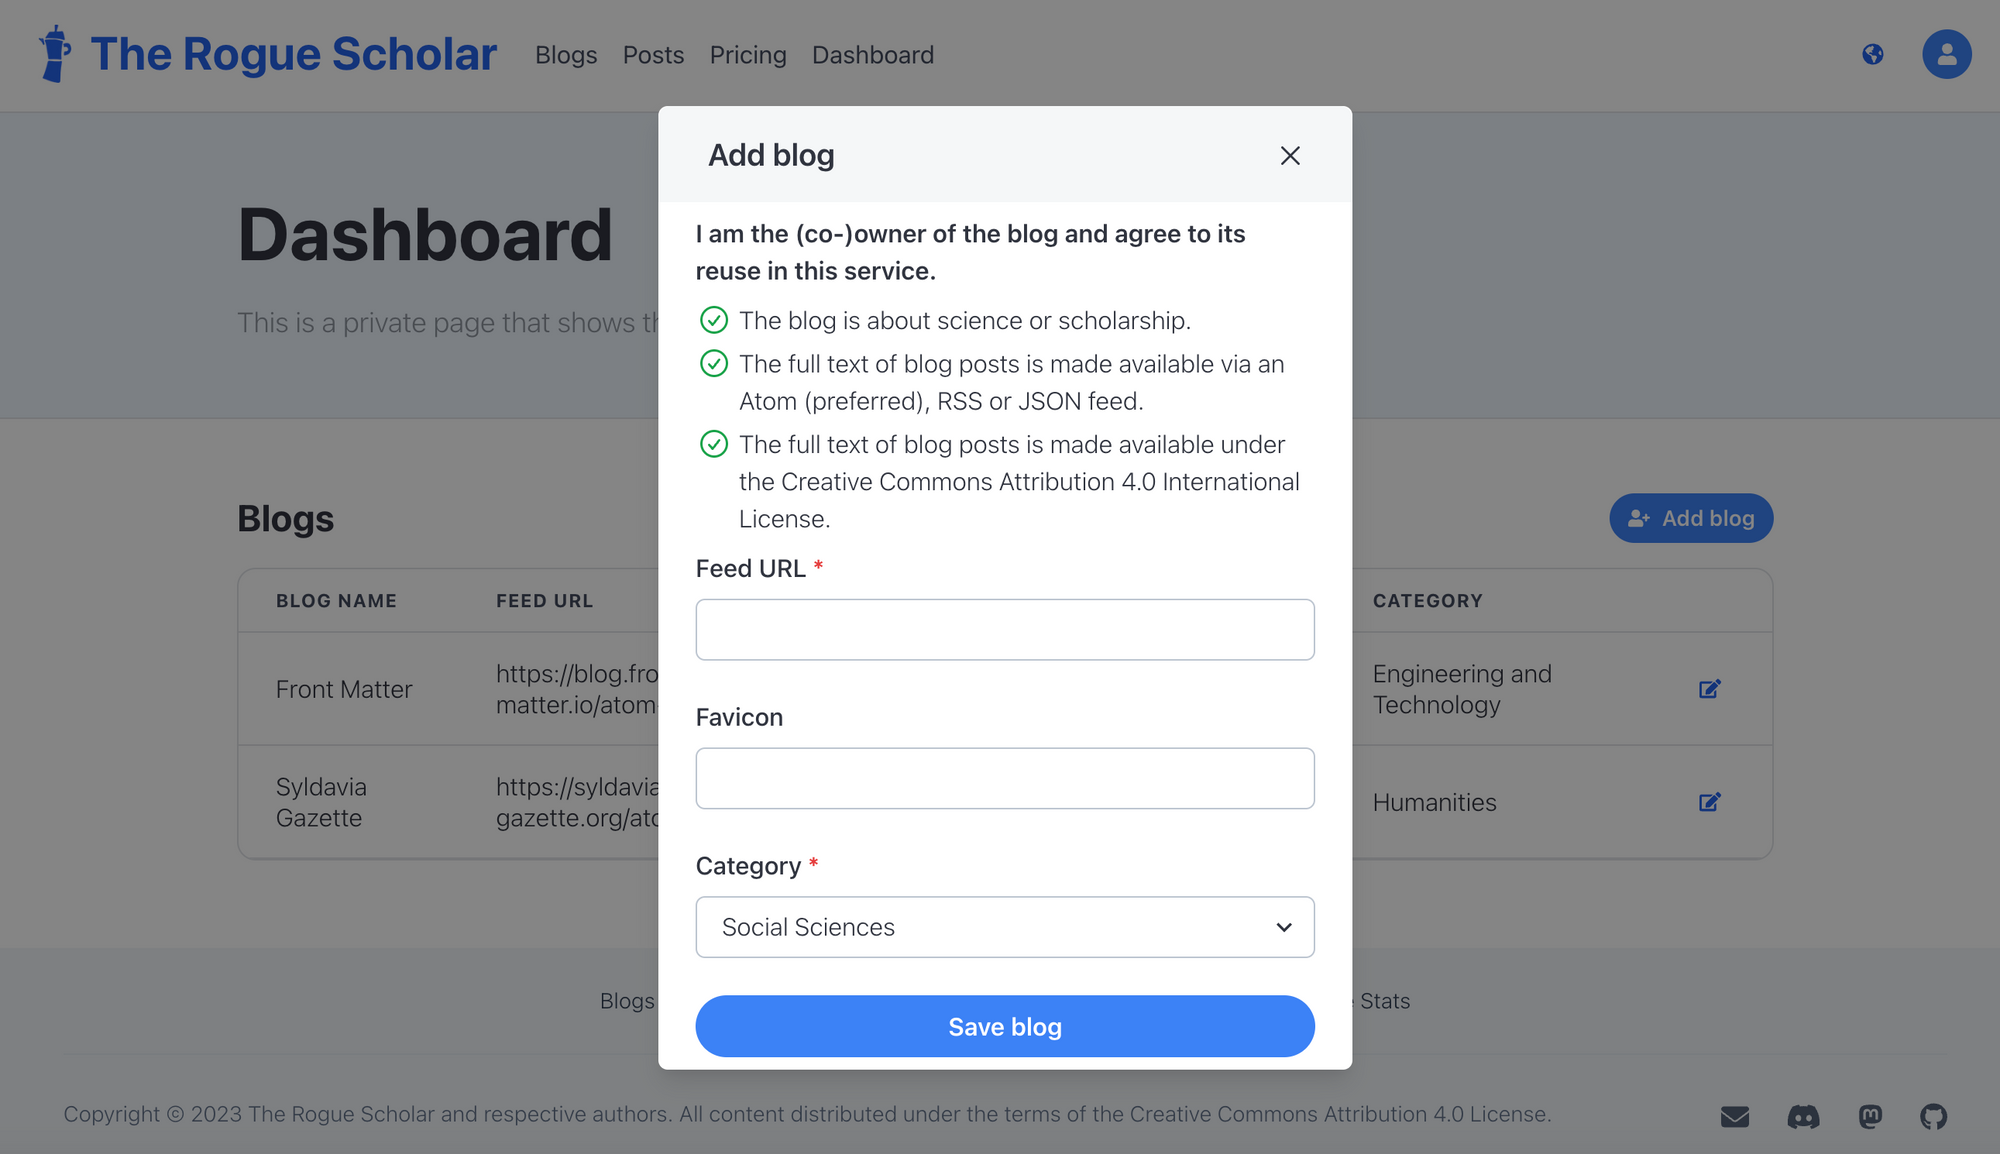 The Rogue Scholar
Blogs Posts Pricing Dashboard
Dashboard
This is a private page that shows
Blogs
Add blog
BLOG NAME FEED URL CATEGORY
Front Matter
https://blog.fro
matter.io/atom
Engineering and
Technology
Syldavia
Gazette
https://syldavia
gazette.org/ato
Humanities
Add blog
I am the (co-)owner of the blog and agree to its
reuse in this service.
The blog is about science or scholarship.
The full text of blog posts is made available via an
Atom (preferred), RSS or JSON feed.
The full text of blog posts is made available under
the Creative Commons Attribution 4.0 International
License.
Feed URL *
Favicon
Category *
Social Sciences
Save blog
Blogs
Stats
Copyright © 2023 The Rogue Scholar and respective authors. All content distributed under the terms of the Creative Commons Attribution 4.0 License.